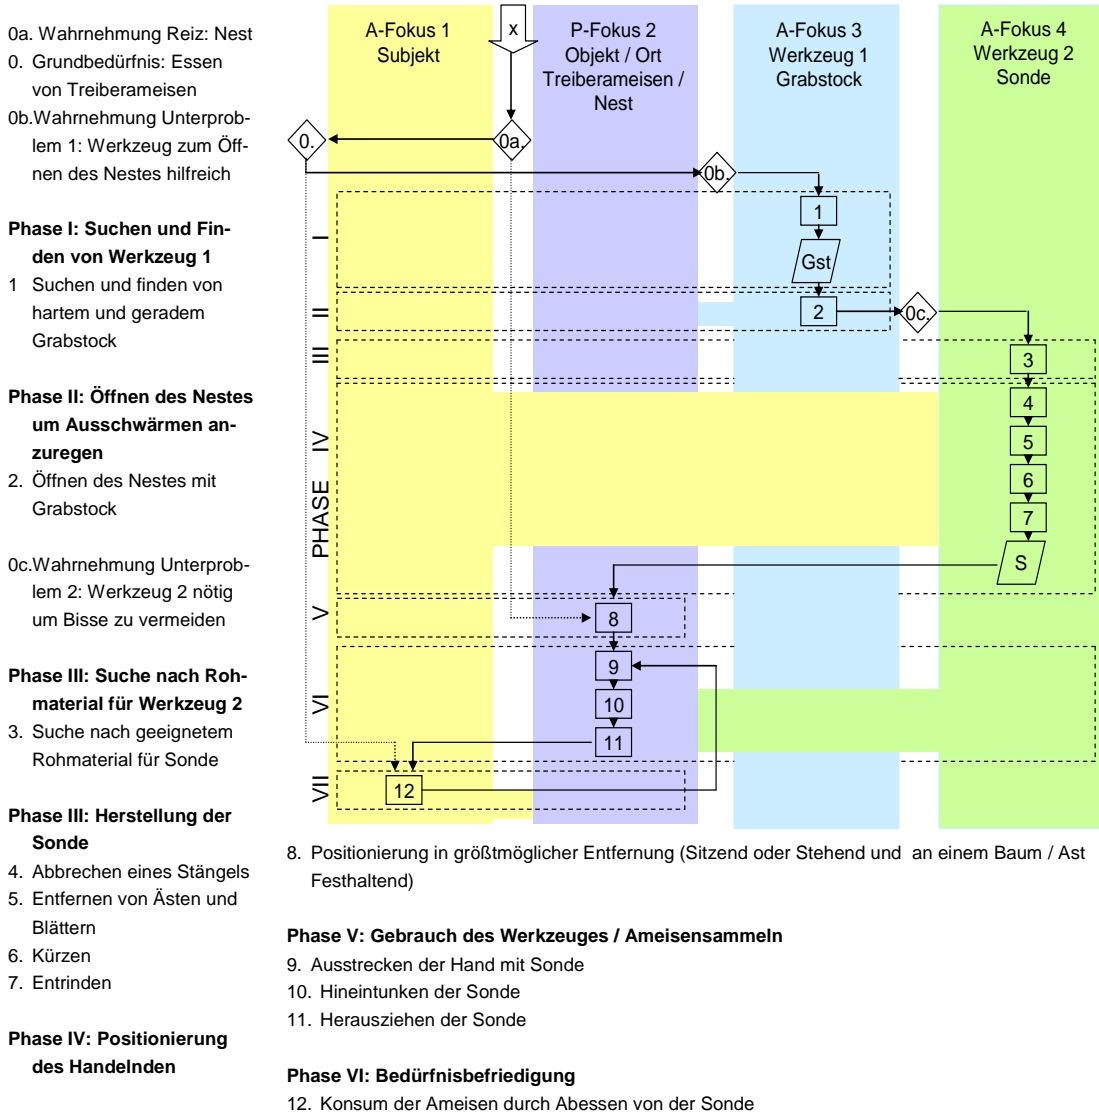 0a. Wahrnehmung Reiz: Nest
0. Grundbedürfnis: Essen
von Treiberameisen
0b.Wahrnehmung Unterprob-
lem 1: Werkzeug zum Öff-
nen des Nestes hilfreich
Phase I: Suchen und Fin-
den von Werkzeug 1
1 Suchen und finden von
hartem und geradem
Grabstock
Phase II: Öffnen des Nestes
um Ausschwärmen an-
zuregen
2. Öffnen des Nestes mit
Grabstock
0c.Wahrnehmung Unterprob-
lem 2: Werkzeug 2 nötig
um Bisse zu vermeiden
Phase III: Suche nach Roh-
material für Werkzeug 2
3. Suche nach geeignetem
Rohmaterial für Sonde
Phase III: Herstellung der
Sonde
4. Abbrechen eines Stängels
5. Entfernen von Ästen und
Blättern
6. Kürzen
7. Entrinden
Phase IV: Positionierung
des Handelnden
A-Fokus 1
Subjekt
x
P-Fokus 2
Objekt / Ort
Treiberameisen /
Nest
A-Fokus 3
Werkzeug 1
Grabstock
A-Fokus 4
Werkzeug 2
Sonde
0.
0a.
0b.
I
1
Gst
II
2
0c.
III
3
PHASE IV
4
5
6
7
S
V
8
VI
9
10
11
VII
12
8. Positionierung in größtmöglicher Entfernung (Sitzend oder Stehend und an einem Baum / Ast
Festhaltend)
Phase V: Gebrauch des Werkzeuges / Ameisensammeln
9. Ausstrecken der Hand mit Sonde
10. Hineintunken der Sonde
11. Herausziehen der Sonde
Phase VI: Bedürfnisbefriedigung
12. Konsum der Ameisen durch Abessen von der Sonde